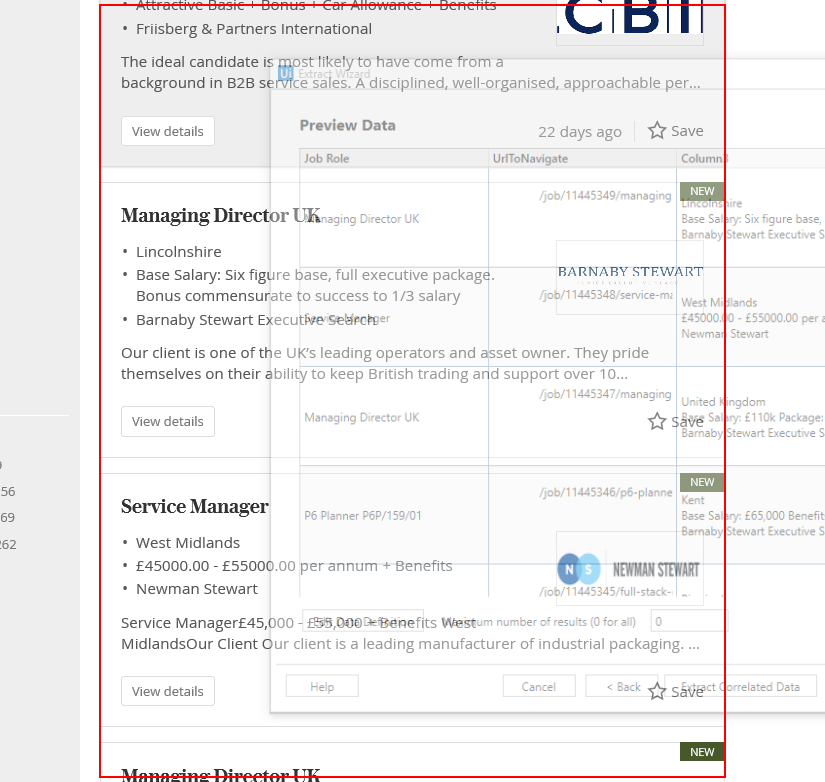 Attractive Basic + Bonus + Car Allowance + Benefits
CBI
Friisberg & Partners International
The ideal candidate is most likely to have come from a
background in B2B service sales. A disciplined, well-organised, approachable per...
Ui Extract Wizard
View details
Preview Data
22 days ago
Save
Job Role
UrlToNavigate
Column3
NEW
Managing Director UK
Managing Director UK
/job/11445349/managing
Lincolnshire
Base Salary: Six figure base,
Barnaby Stewart Executive S
Lincolnshire
Base Salary: Six figure base, full executive package.
Bonus commensurate to success to 1/3 salary
Barnaby Stewart Executive Search
BARNABY STEWART
Service Manager
/job/11445348/service-ma
West Midlands
£45000.00 - £55000.00 per a
Newman Stewart
Our client is one of the UK's leading operators and asset owner. They pride
themselves on their ability to keep British trading and support over 10...
View details
Save
Managing Director UK
/job/11445347/managing
United Kingdom
Base Salary: £110k Package:
Barnaby Stewart Executive S
NEW
9
56
69
262
Service Manager
West Midlands
£45000.00 - £55000.00 per annum + Benefits
Newman Stewart
NS NEWMAN STEWART
P6 Planner P6P/159/01
/job/11445346/p6-planne
Kent
Base Salary: £65,000 Benefit
Barnaby Stewart Executive S
/job/11445345/full-stack-
Service Manager£45,000 - £55,000 + Benefits West
MidlandsOur Client Our client is a leading manufacturer of industrial packaging. ...
Edit Data Definition
Maximum number of results (0 for all)
0
View details
Save
Help
Cancel
< Back
Extract Correlated Data
NEW
Managing Director UK